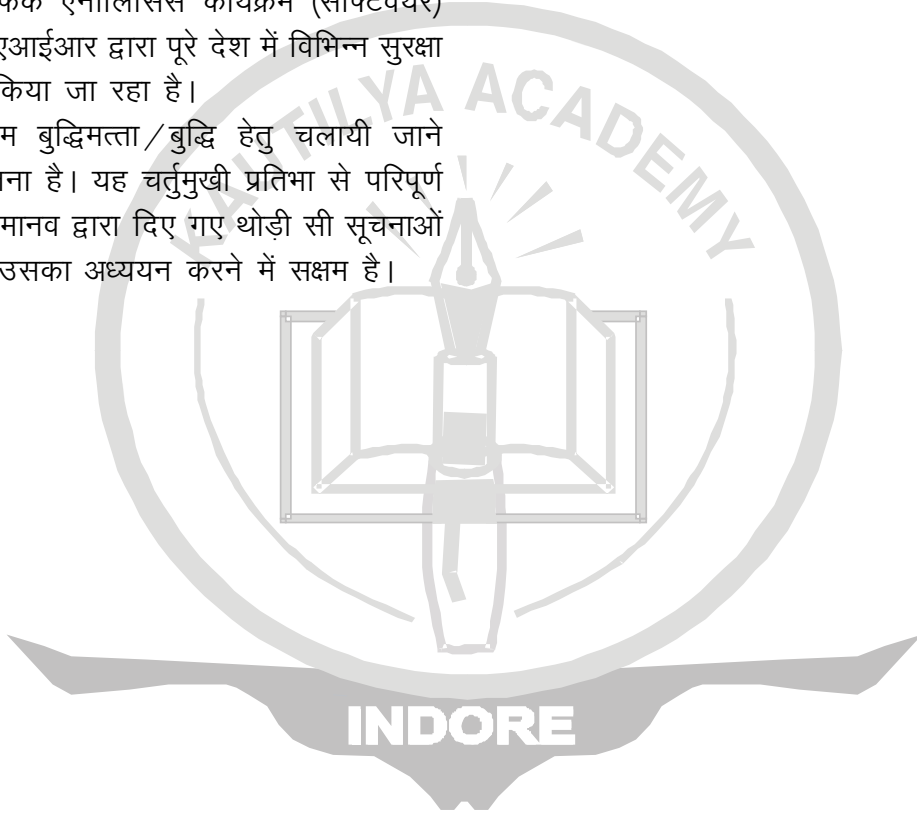 फिक एनालिसिस कार्यक्रम (सॉफ्टवेयर)
एआईआर द्वारा पूरे देश में विभिन्न सुरक्षा
किया जा रहा है।
म बुद्धिमत्ता/बुद्धि हेतु चलायी जाने
ना है। यह चर्तुमुखी प्रतिभा से परिपूर्ण
मानव द्वारा दिए गए थोड़ी सी सूचनाओं
उसका अध्ययन करने में सक्षम है।
KAUTILYA ACADEMY
INDORE